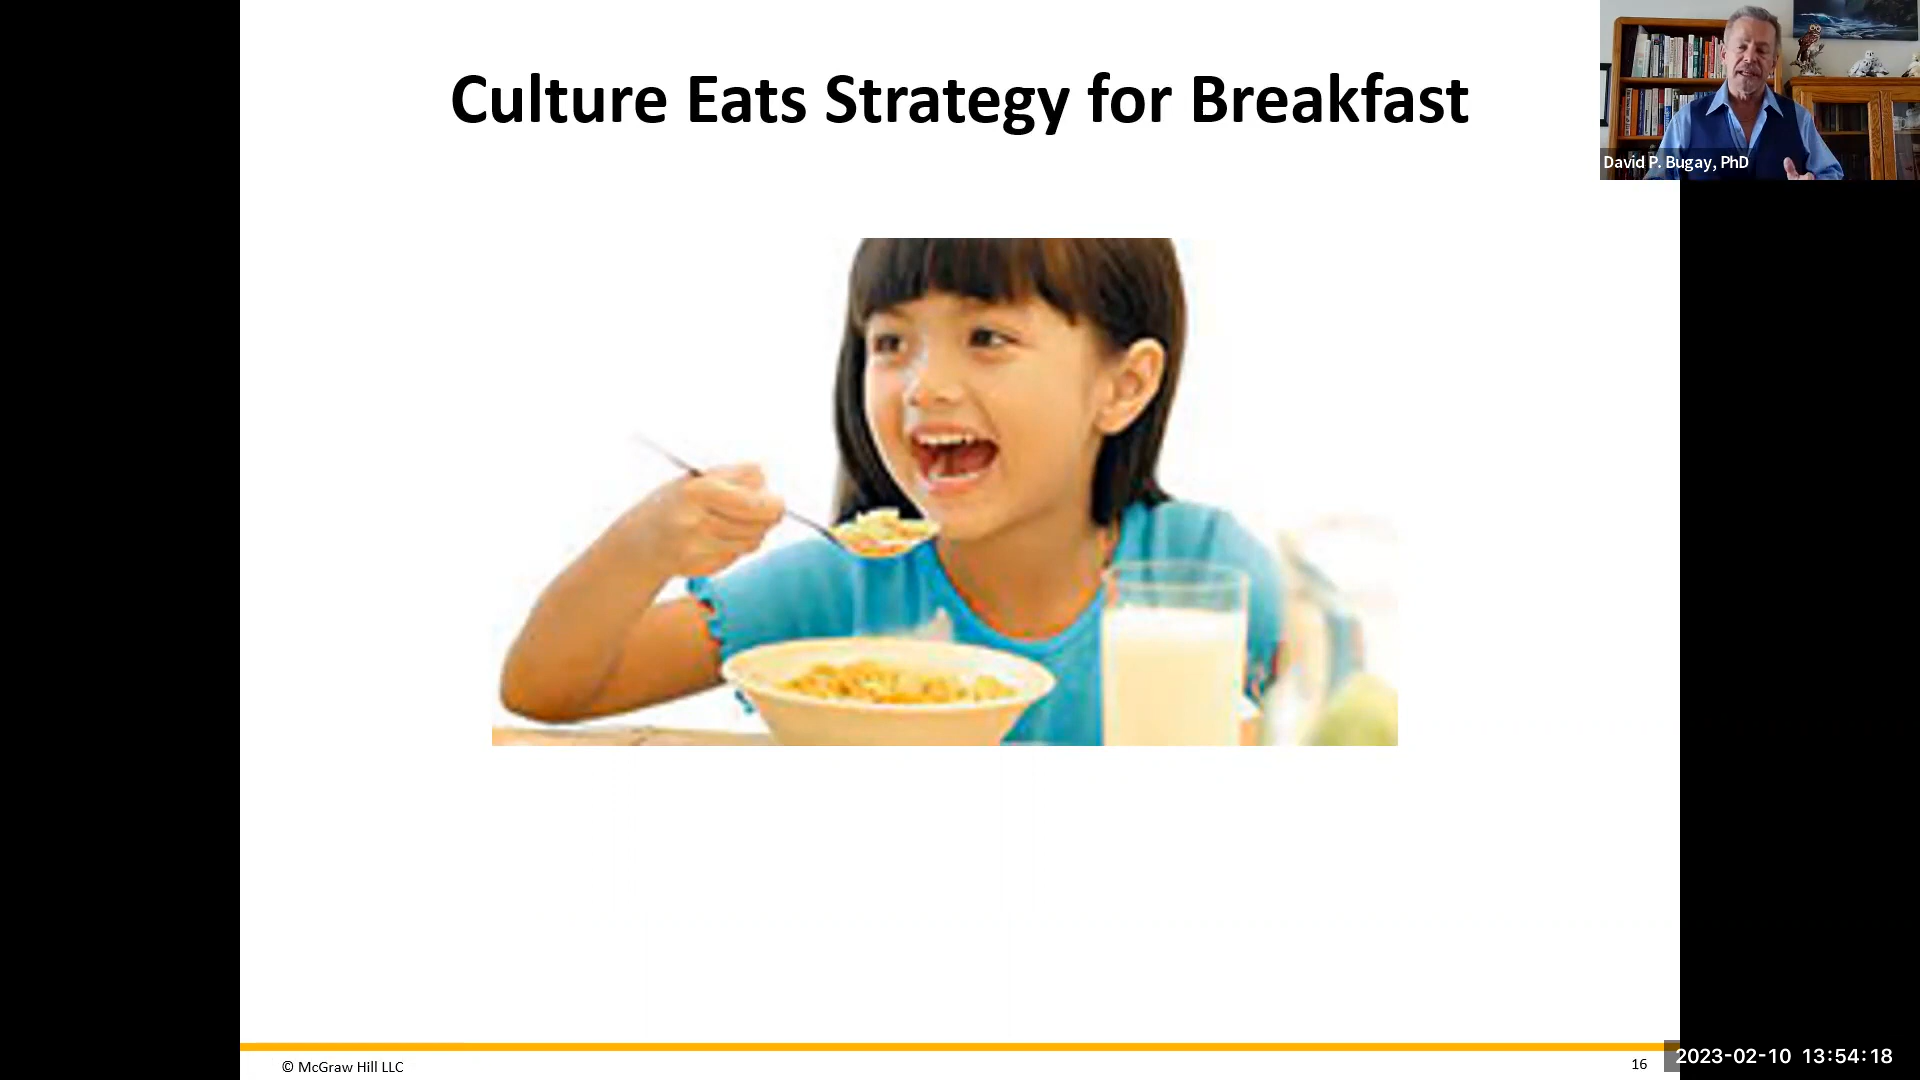 Culture Eats Strategy for Breakfast
David P. Bugay, PhD
© McGraw Hill LLC
16
2023-02-10 13:54:18